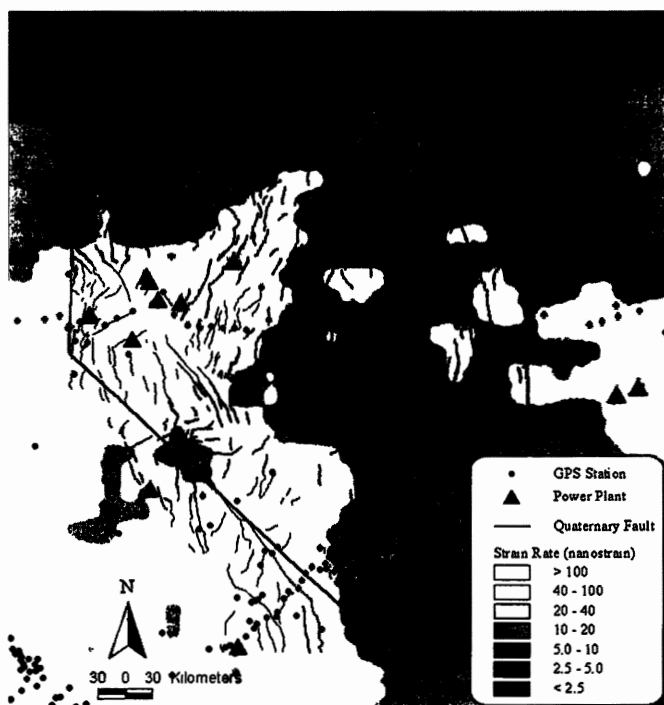 GPS Station
Power Plant
Quaternary Fault
Strain Rate (nanostrain)
> 100
40 - 100
20 - 40
10 - 20
5.0 - 10
2.5 - 5.0
< 2.5
N
30 0 30 Kilometers